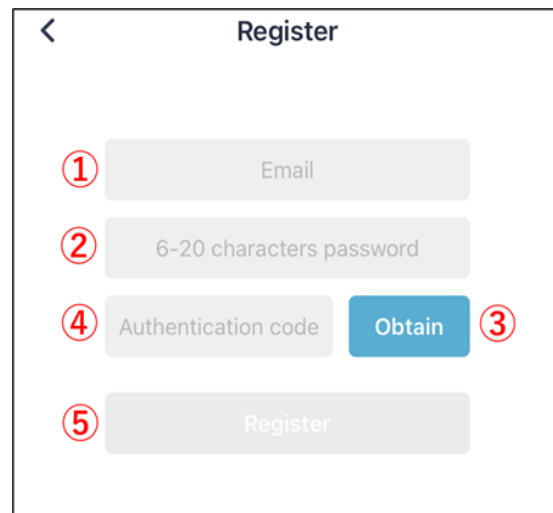 Register
① Email
② 6-20 characters password
④ Authentication code Obtain ③
⑤ Register